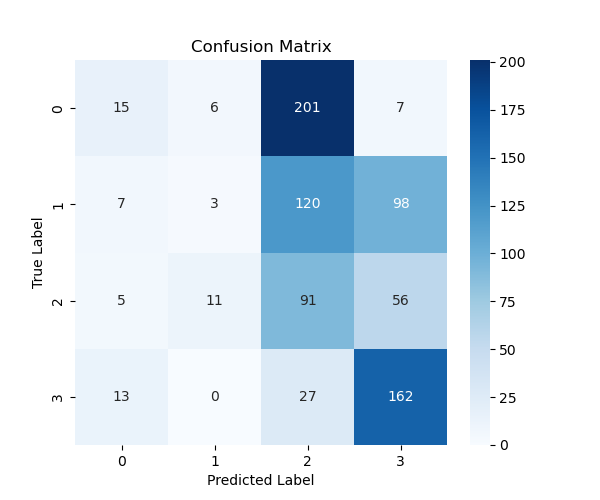 Confusion Matrix
True Label
0 15 6 201 7
1 7 3 120 98
2 5 11 91 56
3 13 0 27 162
0 1 2 3
Predicted Label
200
175
150
125
100
75
50
25
0